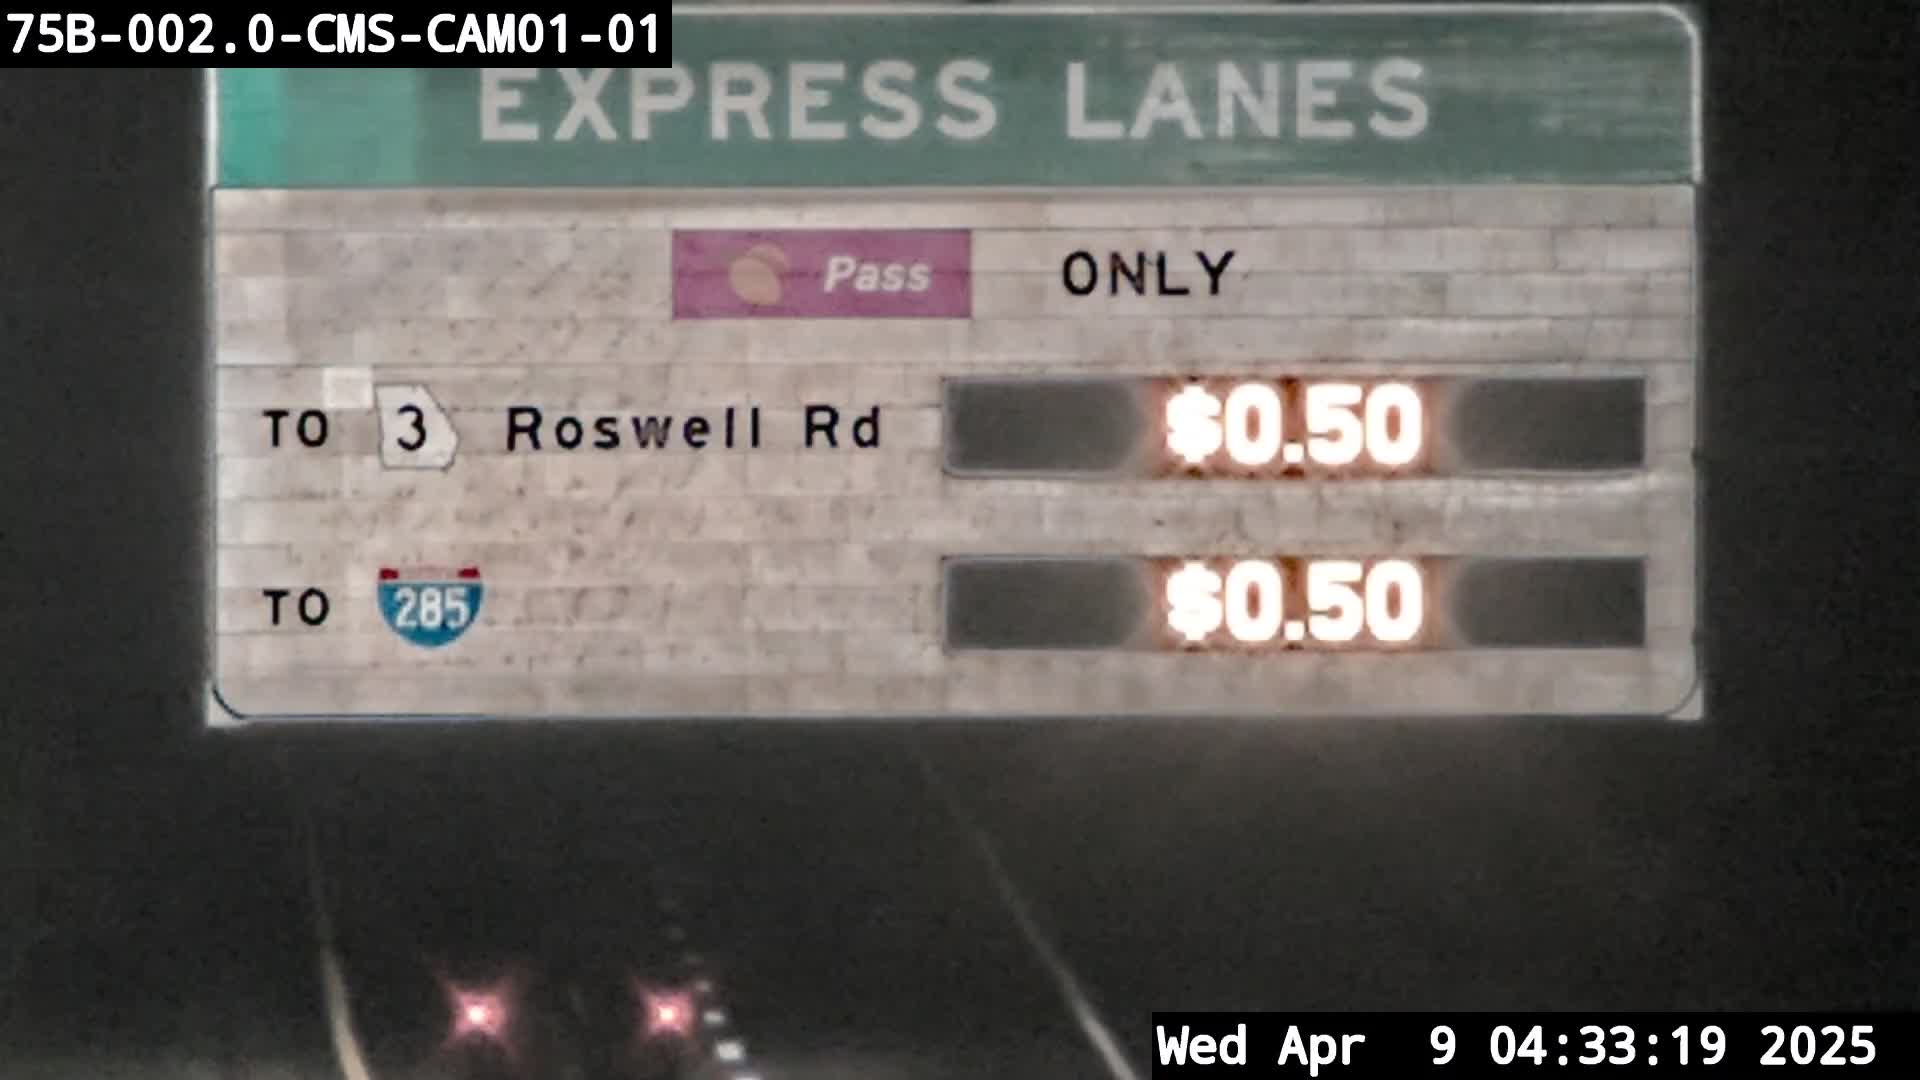 75B-002.0-CMS-CAM01-01
EXPRESS LANES
Pass ONLY
TO 3 Roswell Rd $0.50
TO 285 $0.50
Wed Apr 9 04:33:19 2025